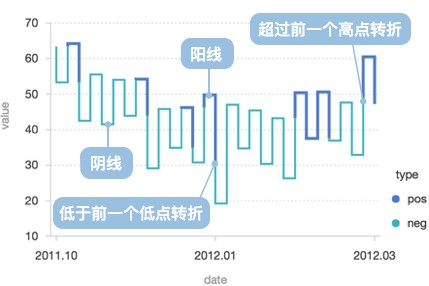 70
超过前一个高点转折
60
阳线
50
value
40
阴线
30
type
pos
20
低于前一个低点转折
neg
10
2011.10
2012.01
2012.03
date